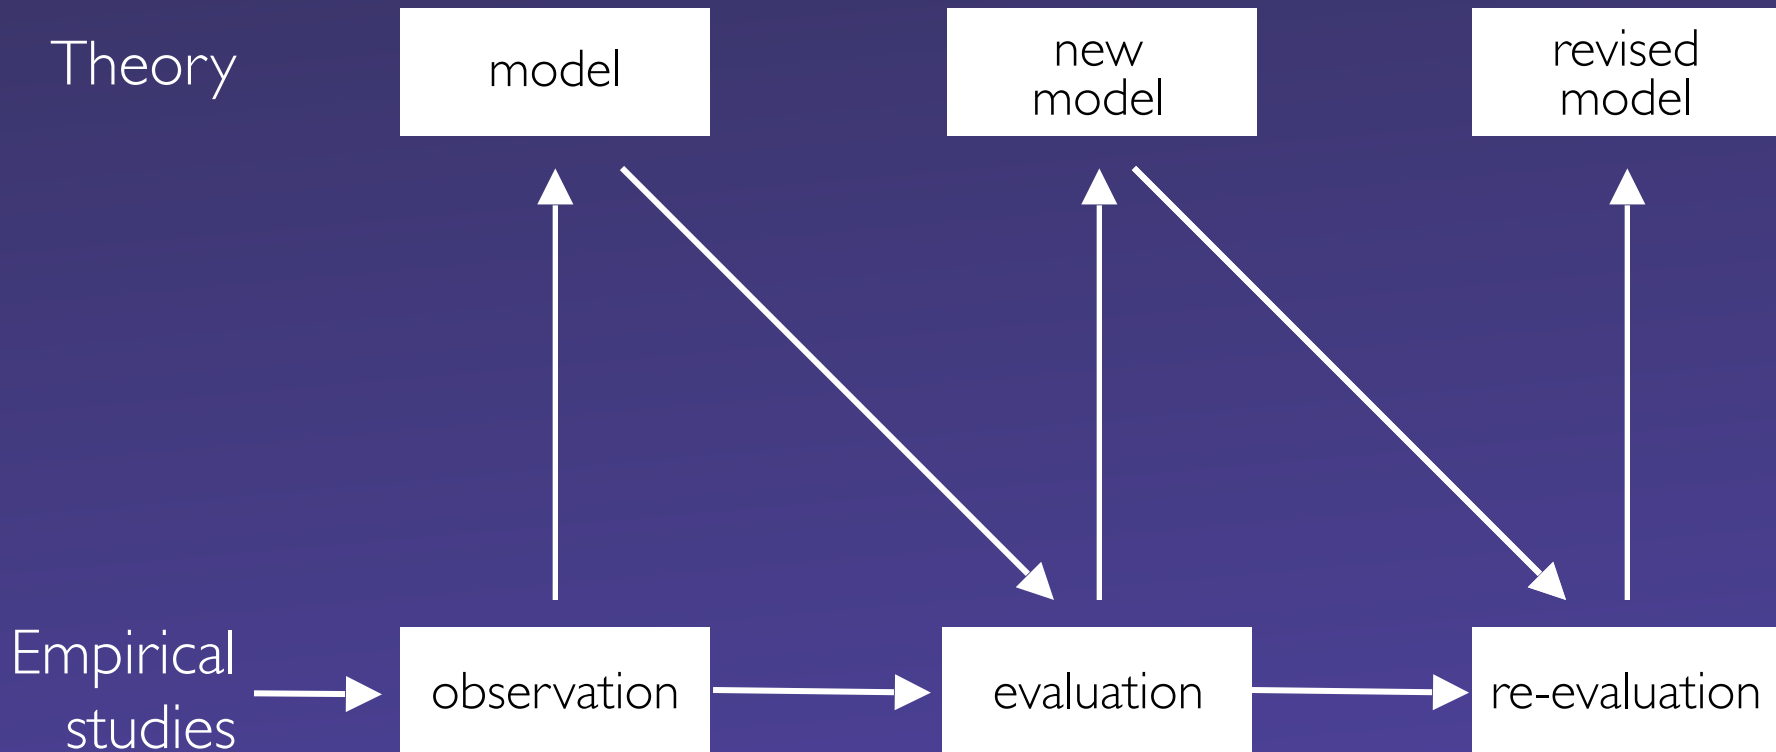 Theory
model
new
model
revised
model
Empirical
studies
observation
evaluation
re-evaluation